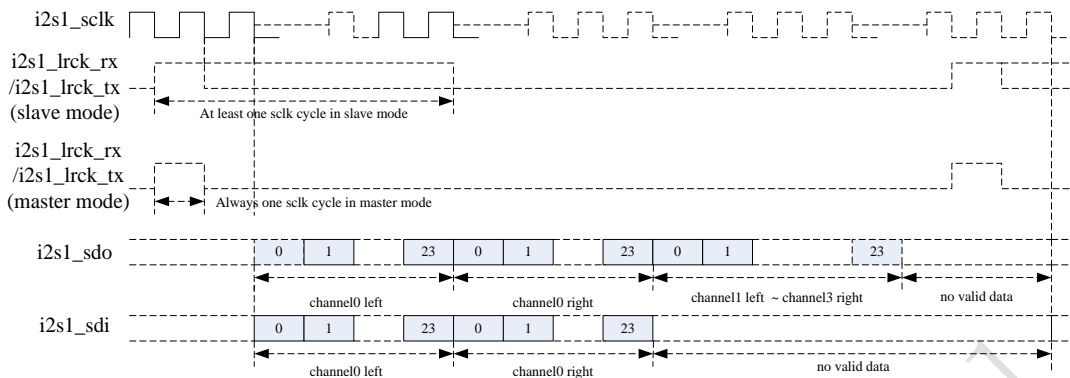 i2s1_sclk
i2s1_lrck_rx
/i2s1_lrck_tx
(slave mode)
At least one sclk cycle in slave mode
i2s1_lrck_rx
/i2s1_lrck_tx
(master mode)
Always one sclk cycle in master mode
i2s1_sdo
0 1 23 0 1 23 0 1 23
channel0 left channel0 right channel1 left ~ channel3 right no valid data
i2s1_sdi
0 1 23 0 1 23
channel0 left channel0 right no valid data